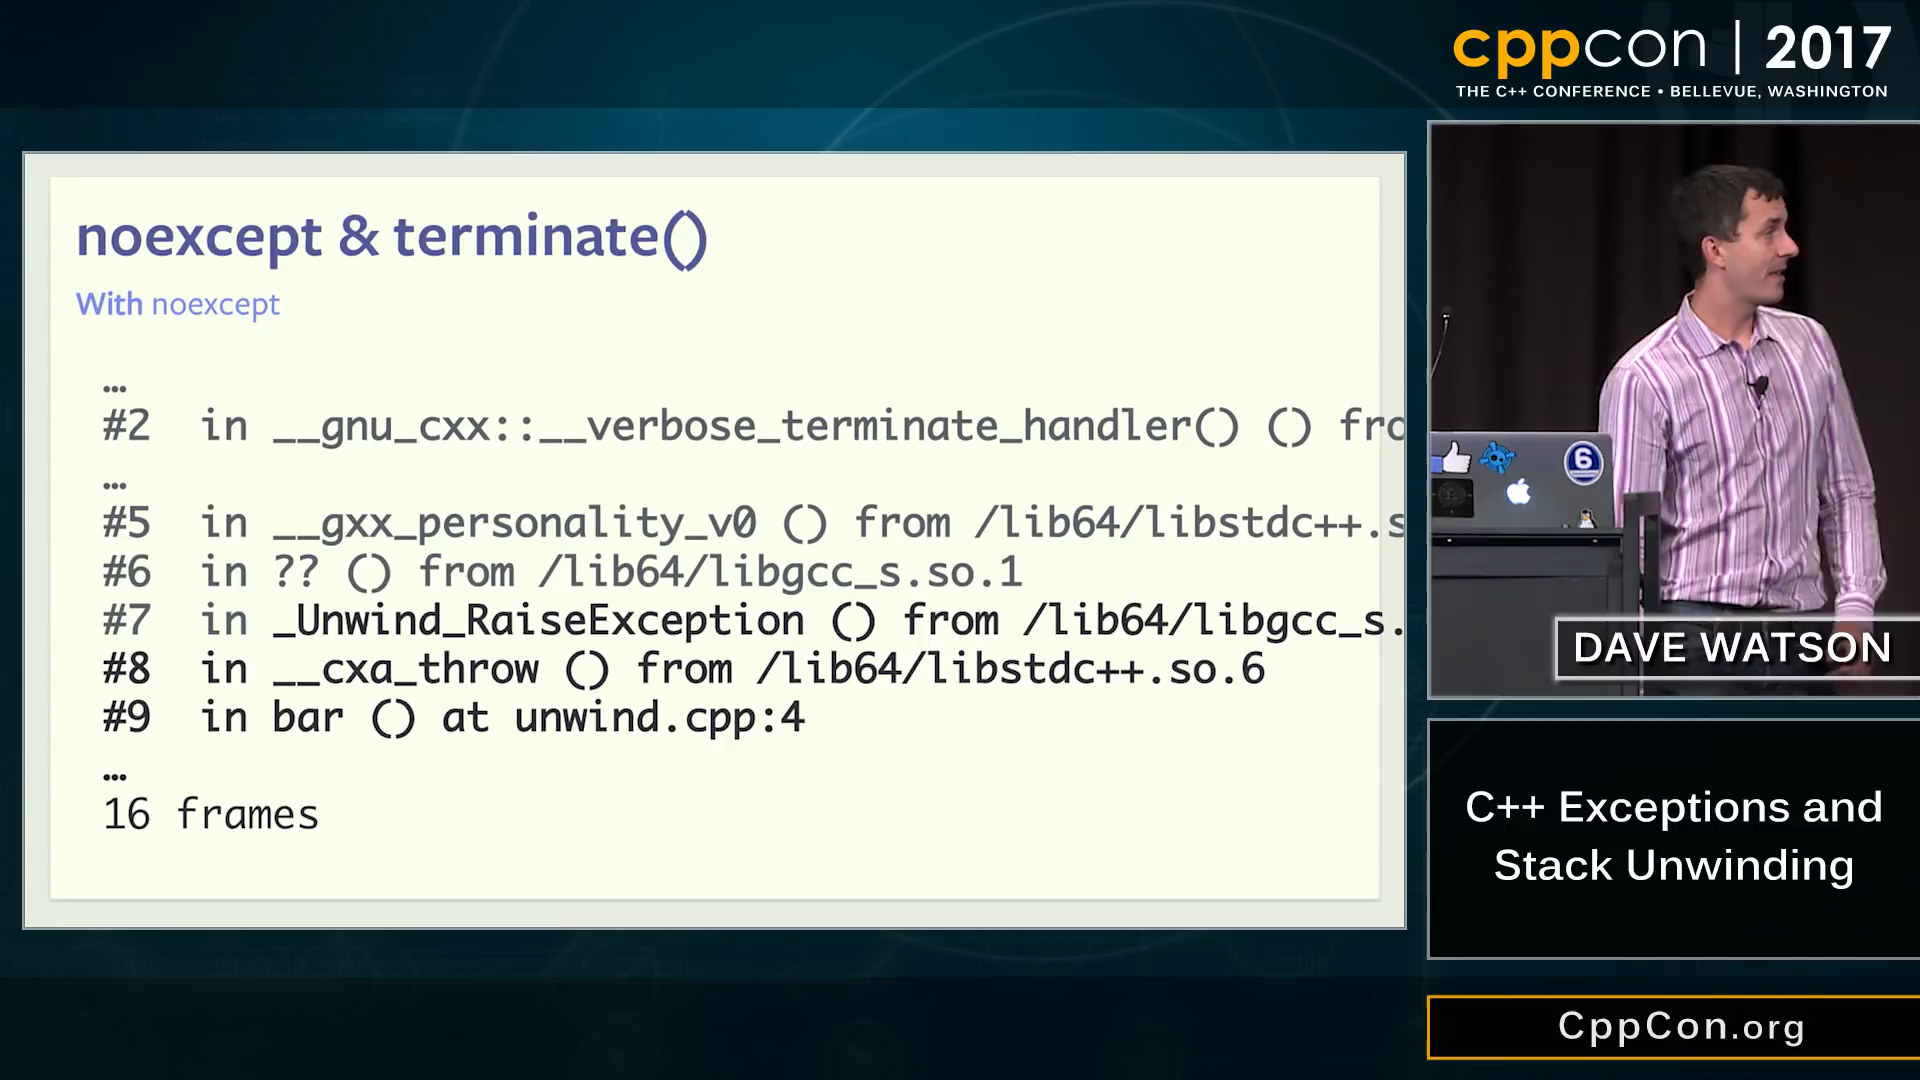 cppcon | 2017
THE C++ CONFERENCE • BELLEVUE, WASHINGTON
noexcept & terminate()
With noexcept
…
#2 in __gnu_cxx::__verbose_terminate_handler() () fro
…
#5 in __gxx_personality_v0 () from /lib64/libstdc++.s
#6 in ?? () from /lib64/libgcc_s.so.1
#7 in _Unwind_RaiseException () from /lib64/libgcc_s.
#8 in __cxa_throw () from /lib64/libstdc++.so.6
#9 in bar () at unwind.cpp:4
…
16 frames
6
DAVE WATSON
C++ Exceptions and
Stack Unwinding
CppCon.org